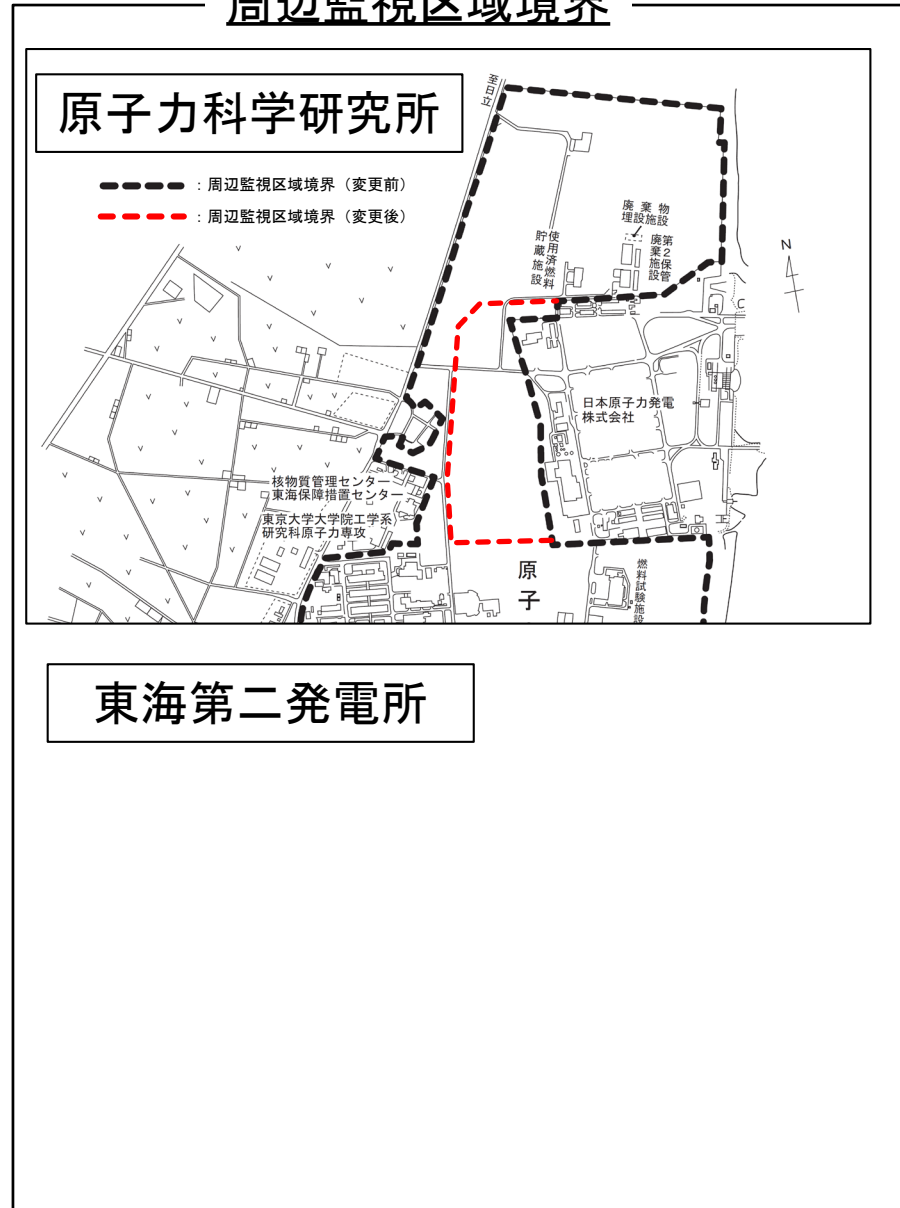 周辺監視区域境界
原子力科学研究所
：周辺監視区域境界（変更前）
：周辺監視区域境界（変更後）
至日立
廃棄物
埋設施設
第2保管
廃棄施設
使用済燃料
貯蔵施設
N
日本原子力発電
株式会社
核物質管理センター
東海保障措置センター
東京大学大学院工学系
研究科原子力専攻
原子
燃料試験施設
東海第二発電所